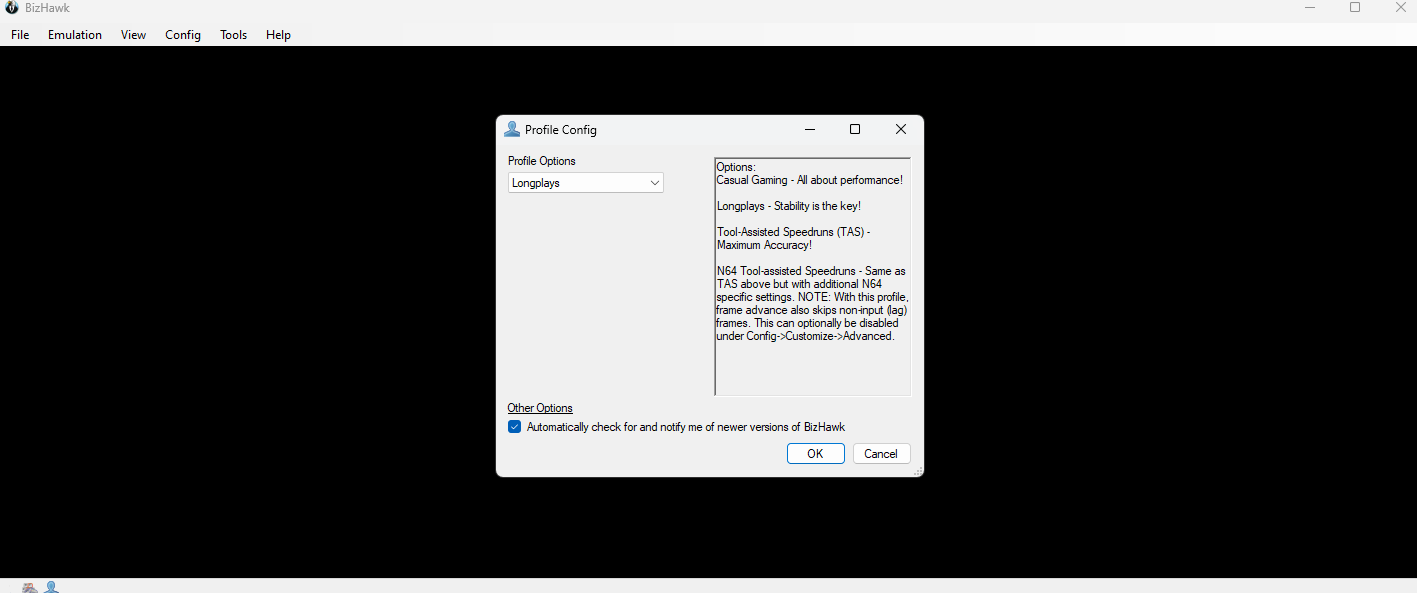 BizHawk
File Emulation View Config Tools Help
Profile Config
Profile Options
Longplays
Options:
Casual Gaming - All about performance!
Longplays - Stability is the key!
Tool-Assisted Speedruns (TAS) -
Maximum Accuracy!
N64 Tool-assisted Speedruns - Same as
TAS above but with additional N64
specific settings. NOTE: With this profile,
frame advance also skips non-input (lag)
frames. This can optionally be disabled
under Config->Customize->Advanced.
Other Options
Automatically check for and notify me of newer versions of BizHawk
OK Cancel